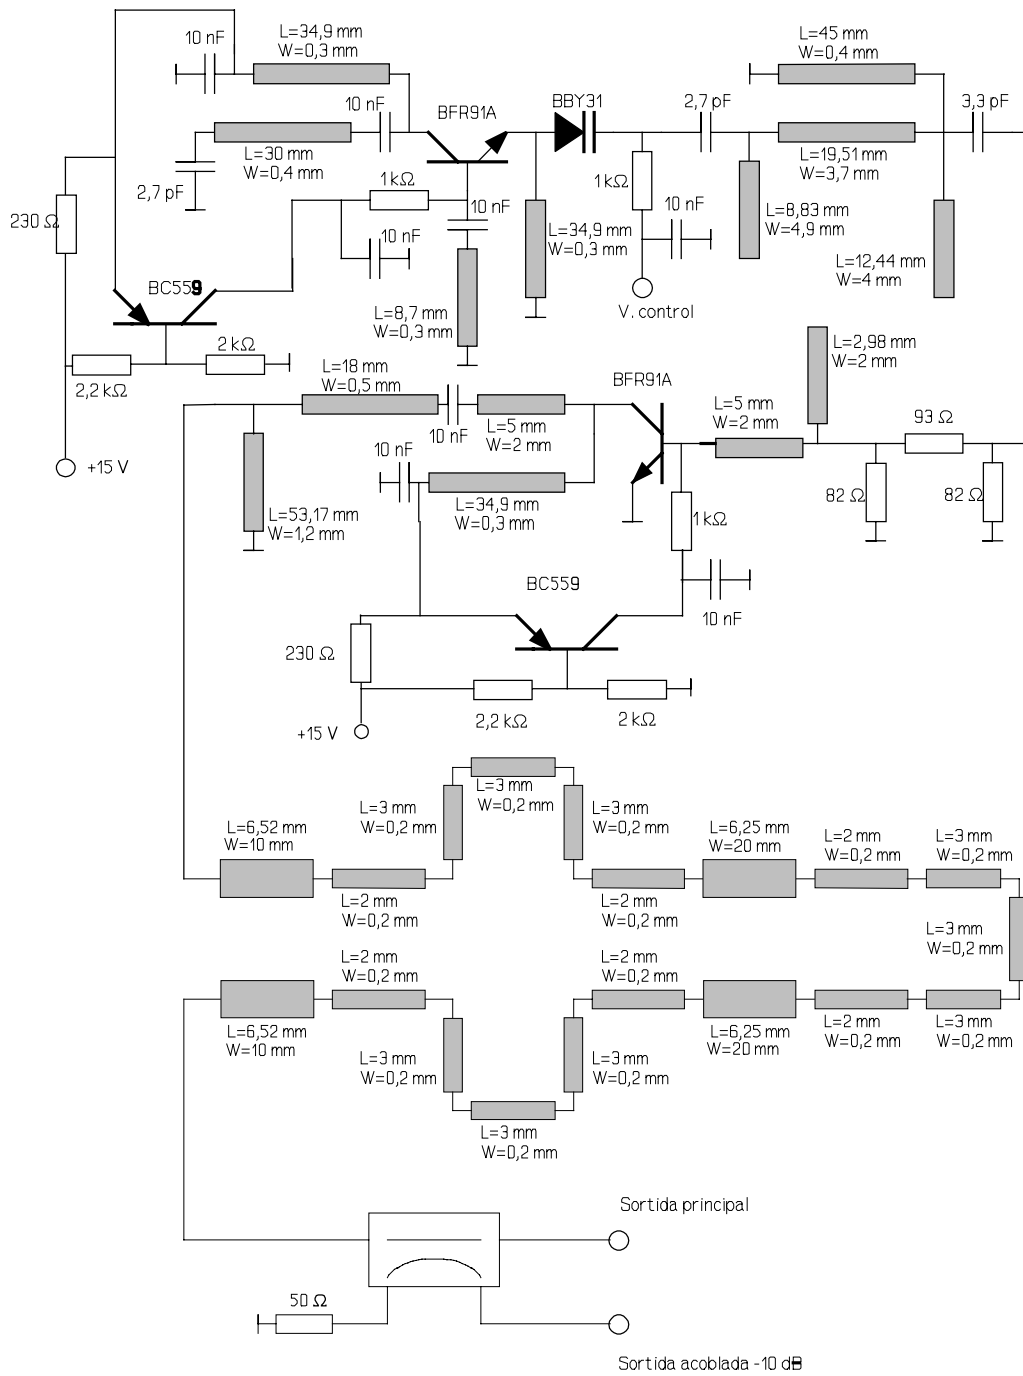 10 nF
L=34,9 mm
W=0,3 mm
L=45 mm
W=0,4 mm
10 nF
BFR91A
BBY31
2,7 pF
3,3 pF
L=30 mm
W=0,4 mm
L=19,51 mm
W=3,7 mm
2,7 pF
1 kΩ
1 kΩ
10 nF
10 nF
230 Ω
L=8,83 mm
W=4,9 mm
10 nF
L=34,9 mm
W=0,3 mm
L=12,44 mm
W=4 mm
BC559
L=8,7 mm
W=0,3 mm
V. control
2 kΩ
2,2 kΩ
L=18 mm
W=0,5 mm
BFR91A
L=2,98 mm
W=2 mm
10 nF
L=5 mm
W=2 mm
L=5 mm
W=2 mm
93 Ω
10 nF
+15 V
L=34,9 mm
W=0,3 mm
82 Ω
82 Ω
L=53,17 mm
W=1,2 mm
1 kΩ
BC559
10 nF
230 Ω
2,2 kΩ
2 kΩ
+15 V
L=3 mm
W=0,2 mm
L=3 mm
W=0,2 mm
L=3 mm
W=0,2 mm
L=6,52 mm
W=10 mm
L=6,25 mm
W=20 mm
L=2 mm
W=0,2 mm
L=3 mm
W=0,2 mm
L=2 mm
W=0,2 mm
L=2 mm
W=0,2 mm
L=3 mm
W=0,2 mm
L=2 mm
W=0,2 mm
L=2 mm
W=0,2 mm
L=6,52 mm
W=10 mm
L=6,25 mm
W=20 mm
L=2 mm
W=0,2 mm
L=3 mm
W=0,2 mm
L=3 mm
W=0,2 mm
L=3 mm
W=0,2 mm
L=3 mm
W=0,2 mm
Sortida principal
50 Ω
Sortida acoblada -10 dB